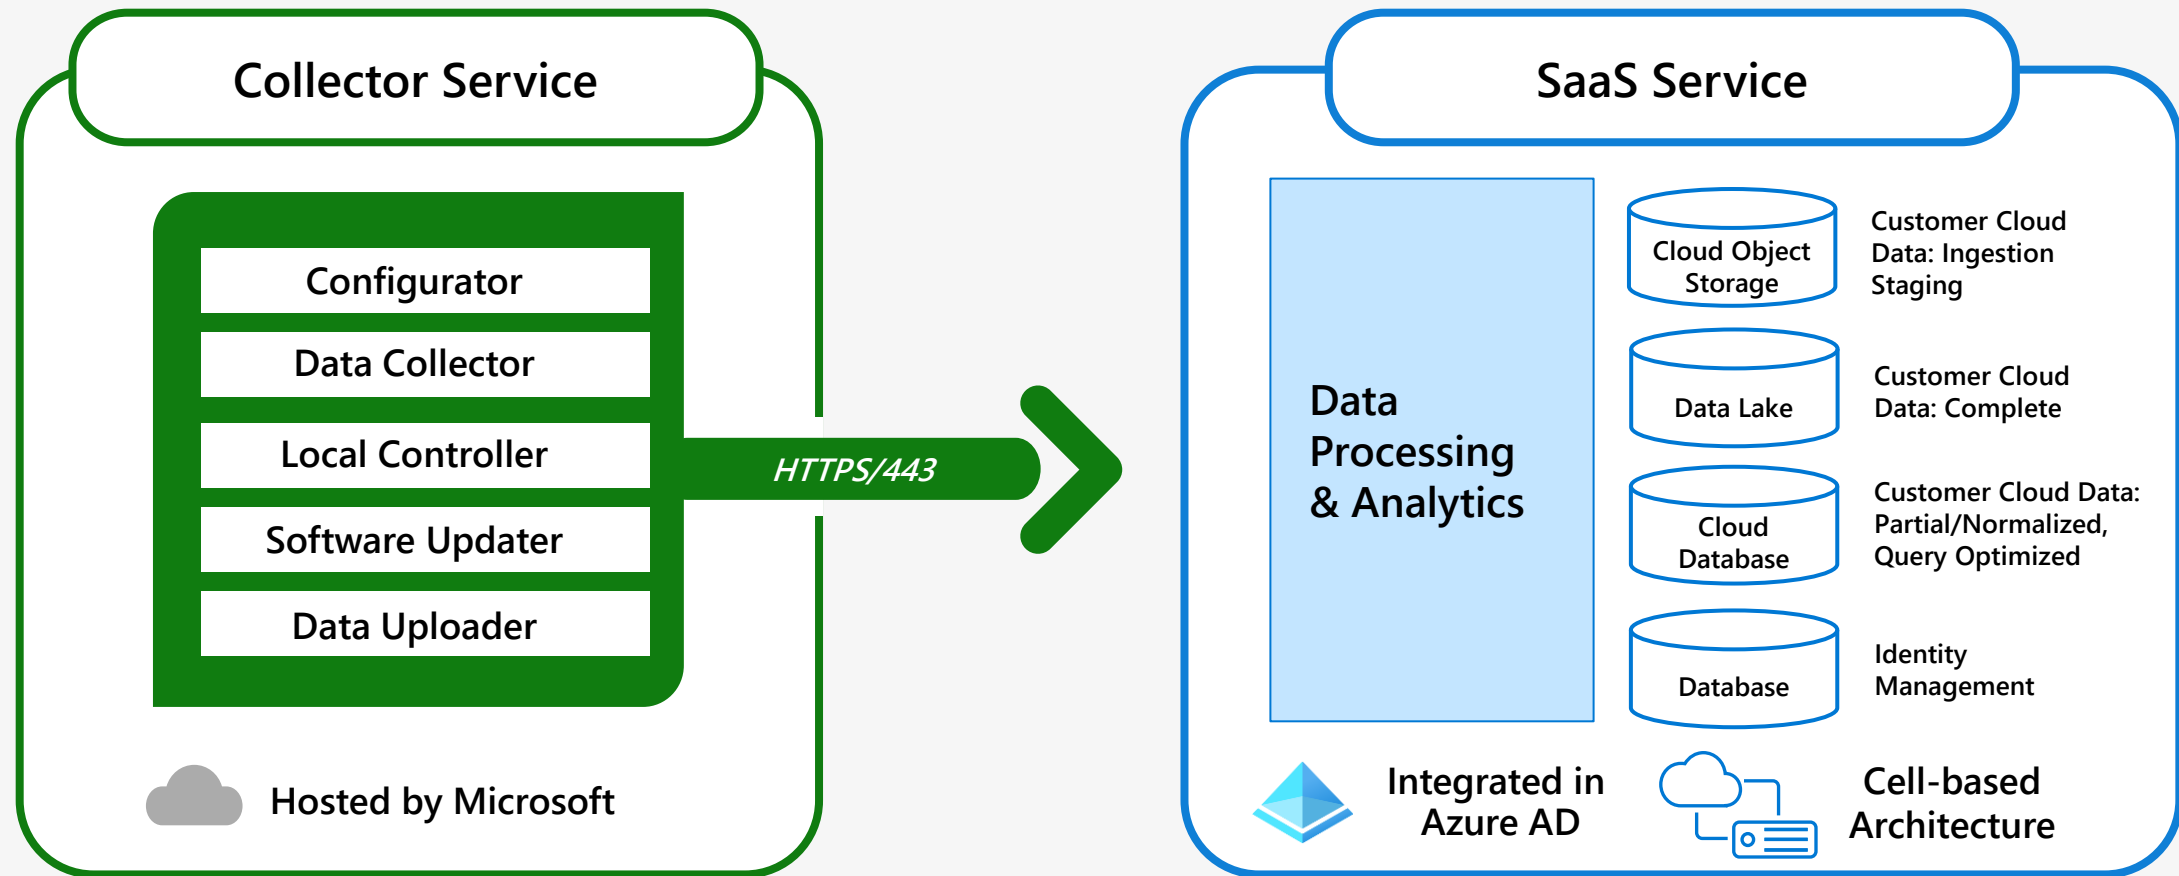 Collector Service
Configurator
Data Collector
Local Controller
Software Updater
Data Uploader
Hosted by Microsoft
HTTPS/443
SaaS Service
Data
Processing
& Analytics
Cloud Object
Storage
Customer Cloud
Data: Ingestion
Staging
Data Lake
Customer Cloud
Data: Complete
Cloud
Database
Customer Cloud Data:
Partial/Normalized,
Query Optimized
Database
Identity
Management
Integrated in
Azure AD
Cell-based
Architecture